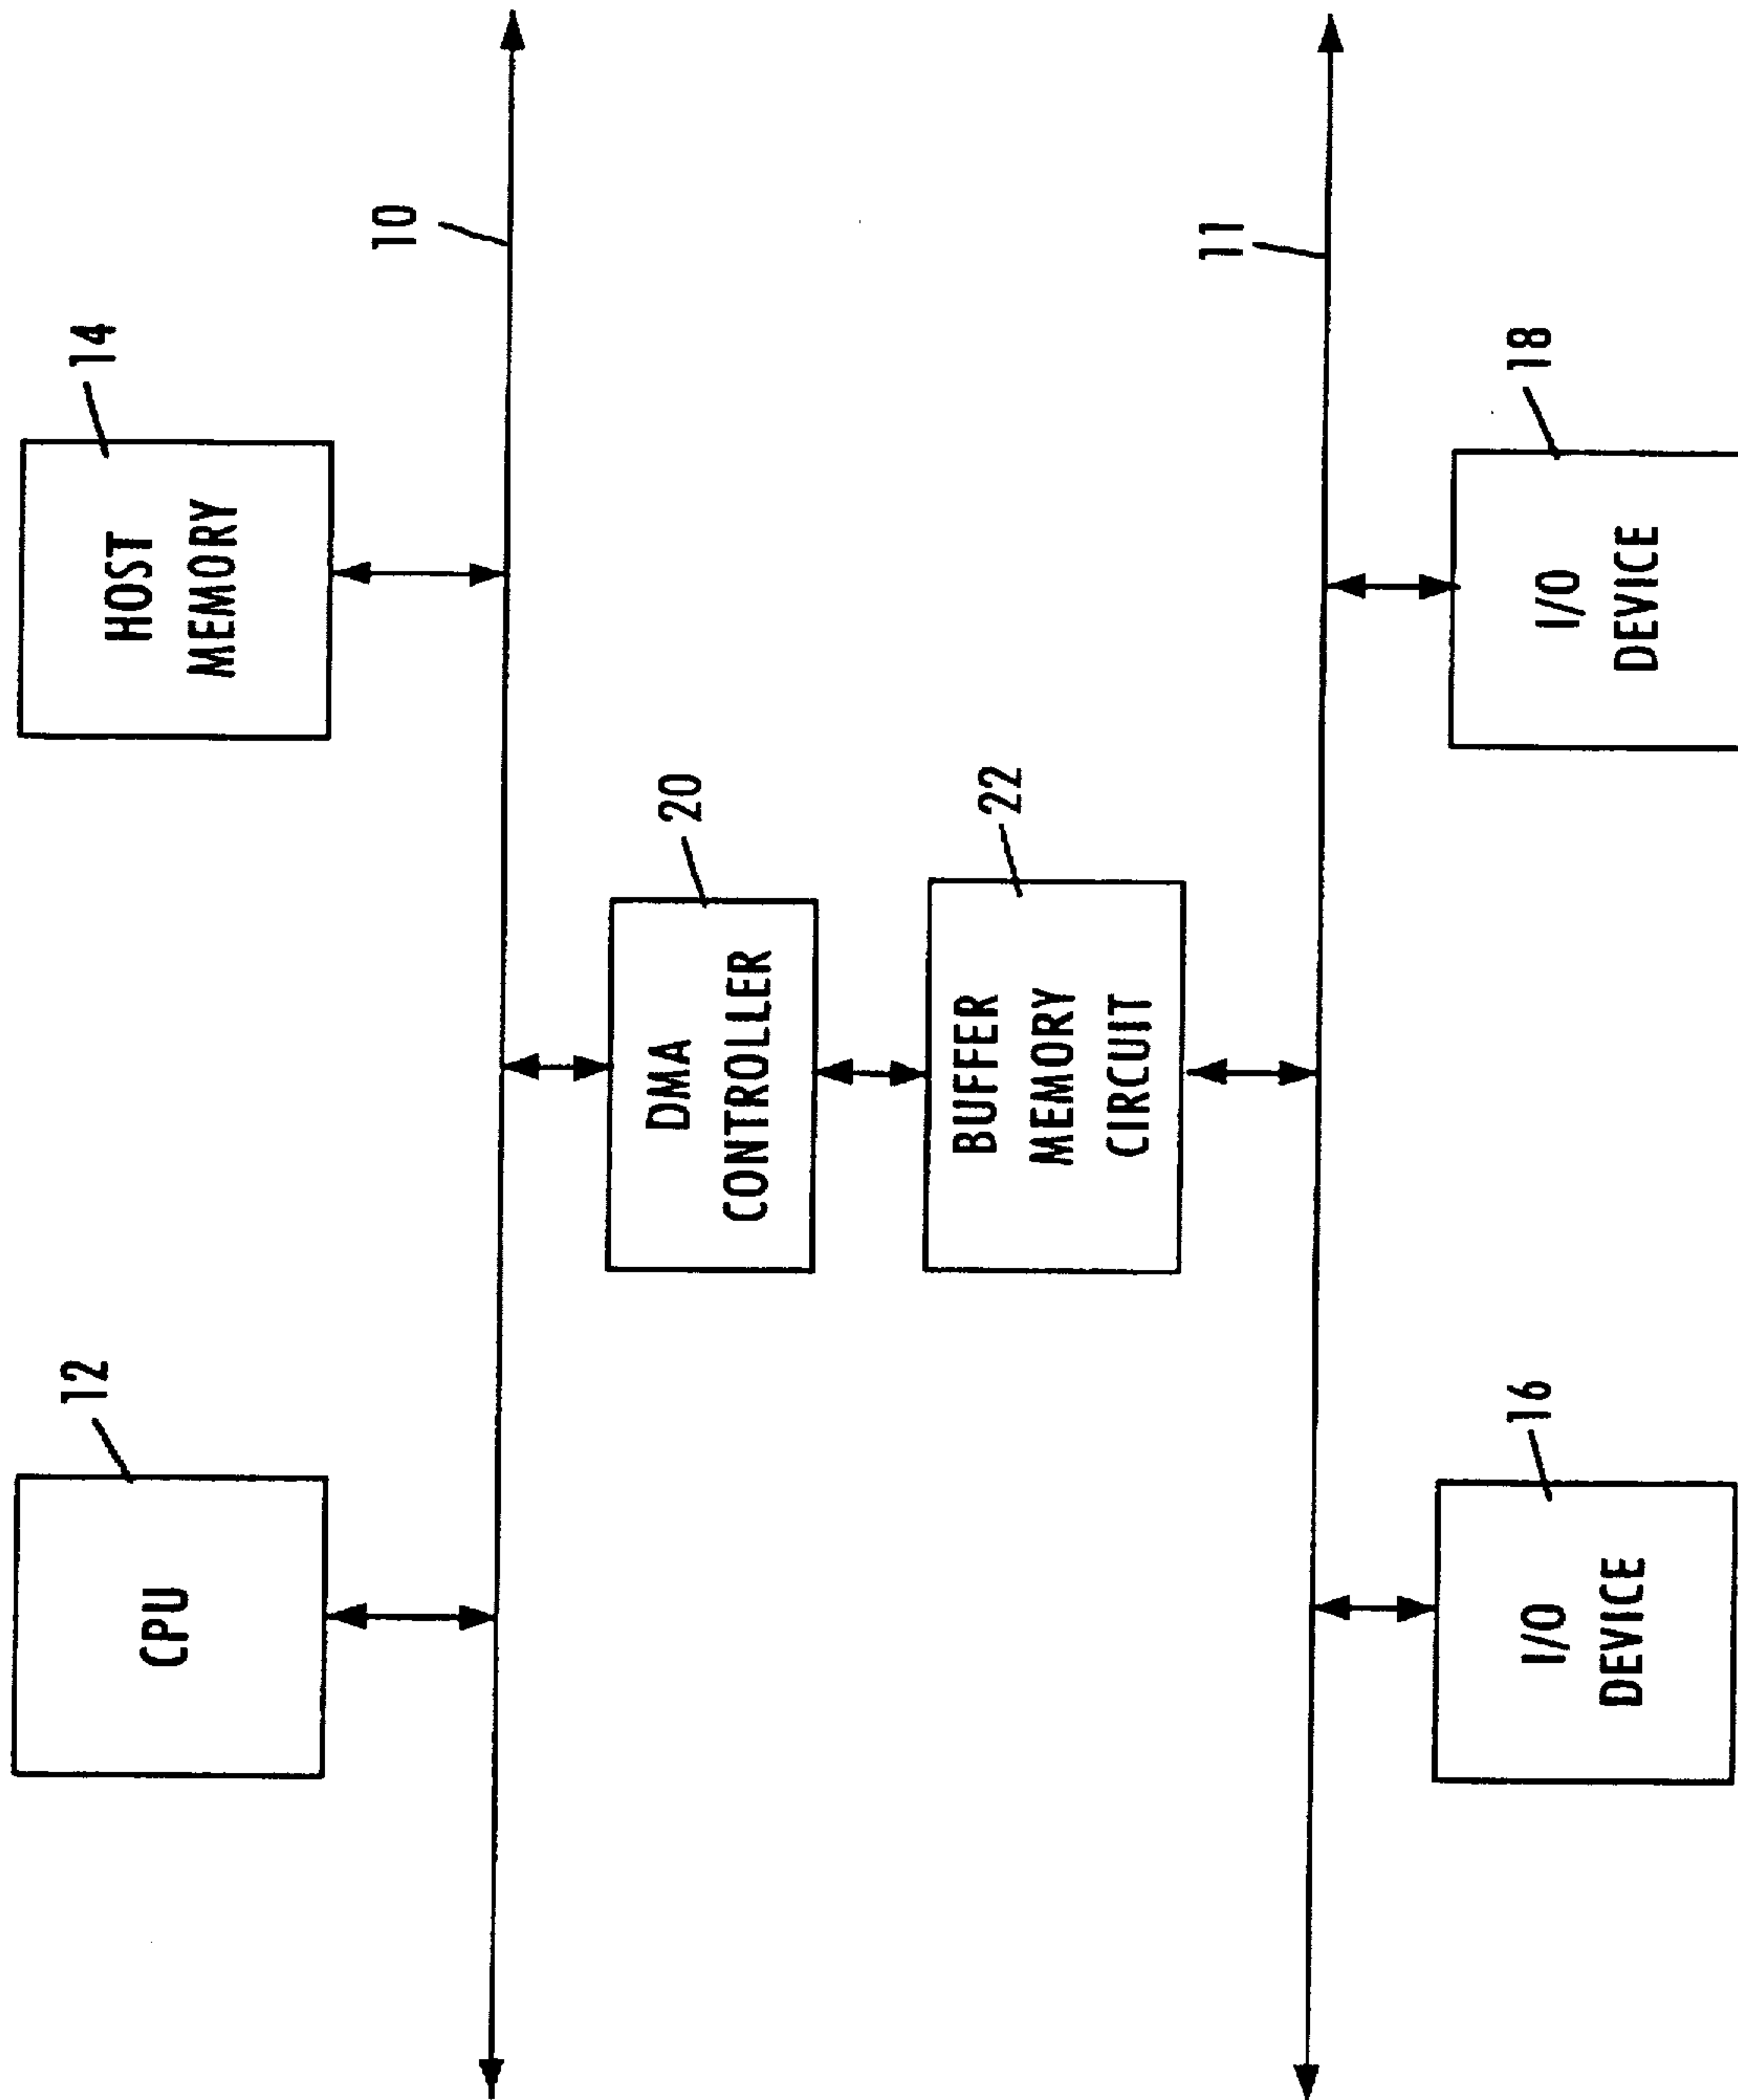 12
CPU
14
HOST
MEMORY
10
20
DMA
CONTROLLER
22
BUFFER
MEMORY
CIRCUIT
11
16
I/O
DEVICE
18
I/O
DEVICE